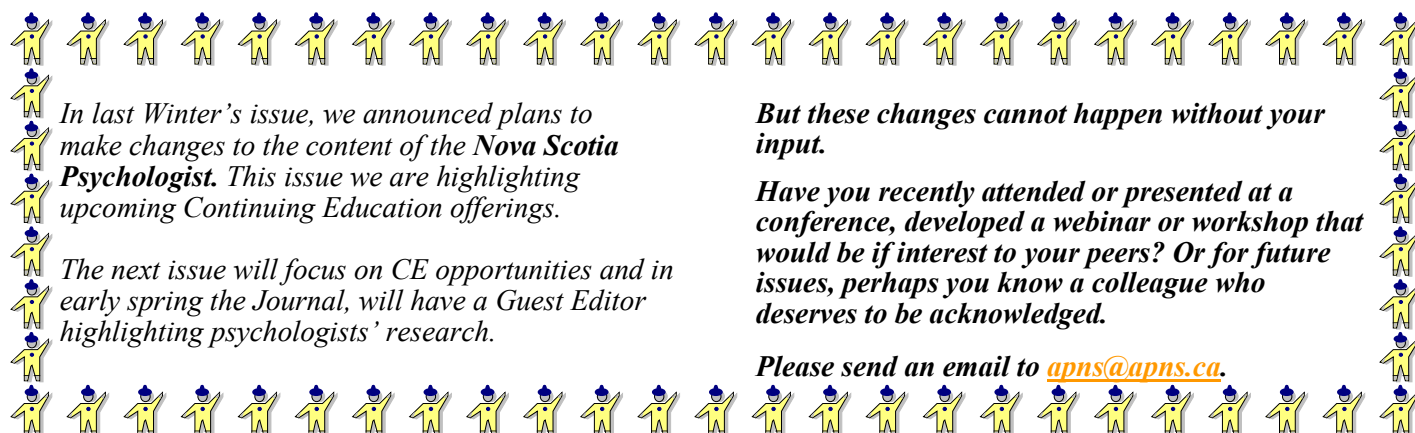 In last Winter's issue, we announced plans to
make changes to the content of the Nova Scotia
Psychologist. This issue we are highlighting
upcoming Continuing Education offerings.
The next issue will focus on CE opportunities and in
early spring the Journal, will have a Guest Editor
highlighting psychologists' research.
But these changes cannot happen without your
input.
Have you recently attended or presented at a
conference, developed a webinar or workshop that
would be if interest to your peers? Or for future
issues, perhaps you know a colleague who
deserves to be acknowledged.
Please send an email to apns@apns.ca.